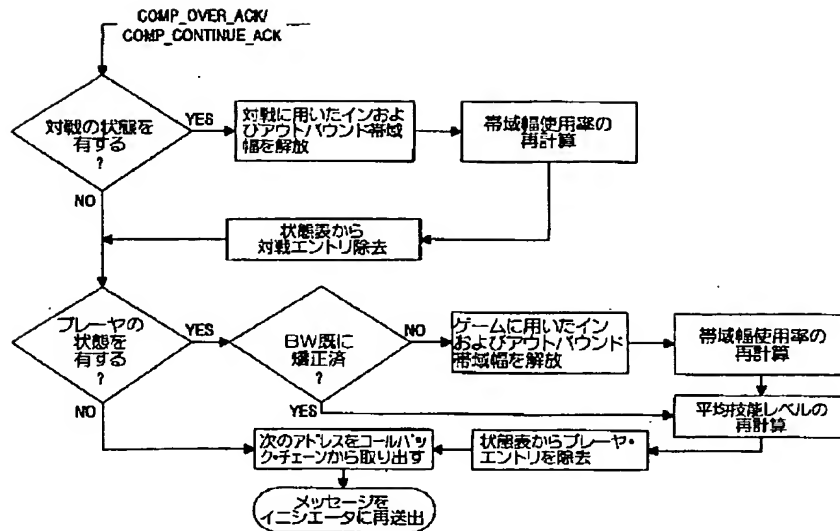 COMP_OVER_ACK/
COMP_CONTINUE_ACK
対戦の状態を
有する
?
YES
対戦に用いたインおよ
びアウトバウンド帯域
幅を解放
帯域幅使用率の
再計算
NO
状態表から
対戦エントリ除去
プレーヤの
状態を
有する
?
YES
BW既に
矯正済
?
NO
ゲームに用いたイン
およびアウトバウンド
帯域幅を解放
帯域幅使用率の
再計算
NO
YES
平均技能レベルの
再計算
次のアドレスをコールバッ
ク・チェーンから取り出す
状態表からプレーヤ・
エントリを除去
メッセージを
イニシエータに再送出